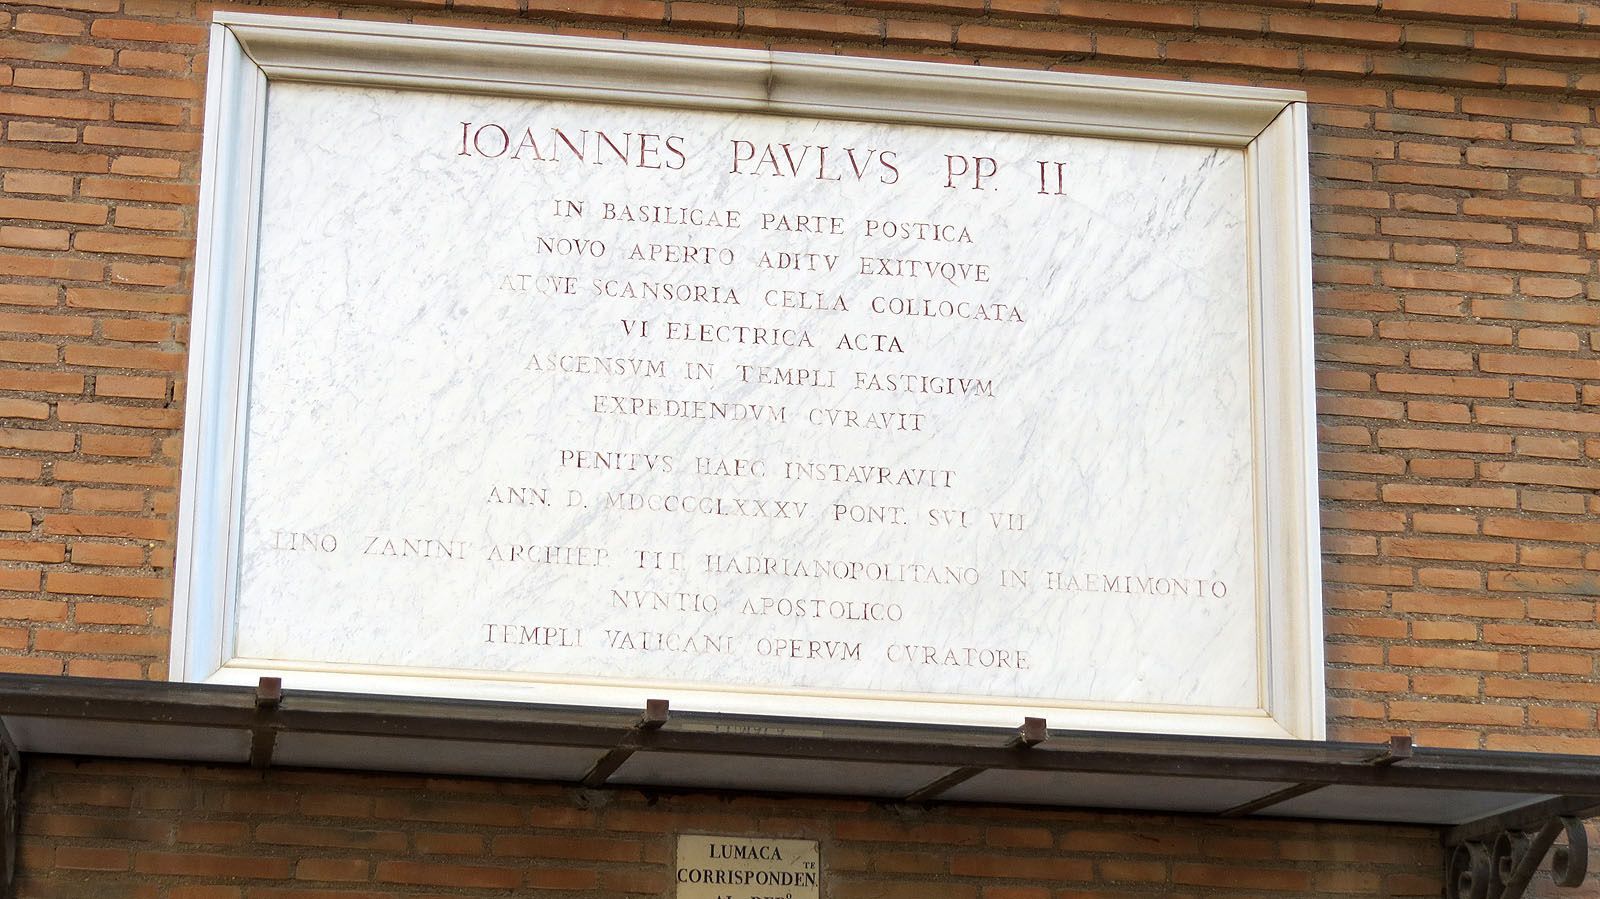 IOANNES PAVLVS PP. II
IN BASILICAE PARTE POSTICA
NOVO APERTO ADITV EXITVQVE
ATQVE SCANSORIA CELLA COLLOCATA
VI ELECTRICA ACTA
ASCENSVM IN TEMPLI FASTIGIVM
EXPEDIENDVM CVRAVIT
PENITVS HAEC INSTAVRAVIT
ANN. D. MDCCCCLXXXV PONT. SVI VII
LINO ZANINI ARCHIEP. TIT. HADRIANOPOLITANO IN HAEMIMONTO
NVNTIO APOSTOLICO
TEMPLI VATICANI OPERVM CVRATORE
LUMACA
CORRISPONDEN.TE
AL